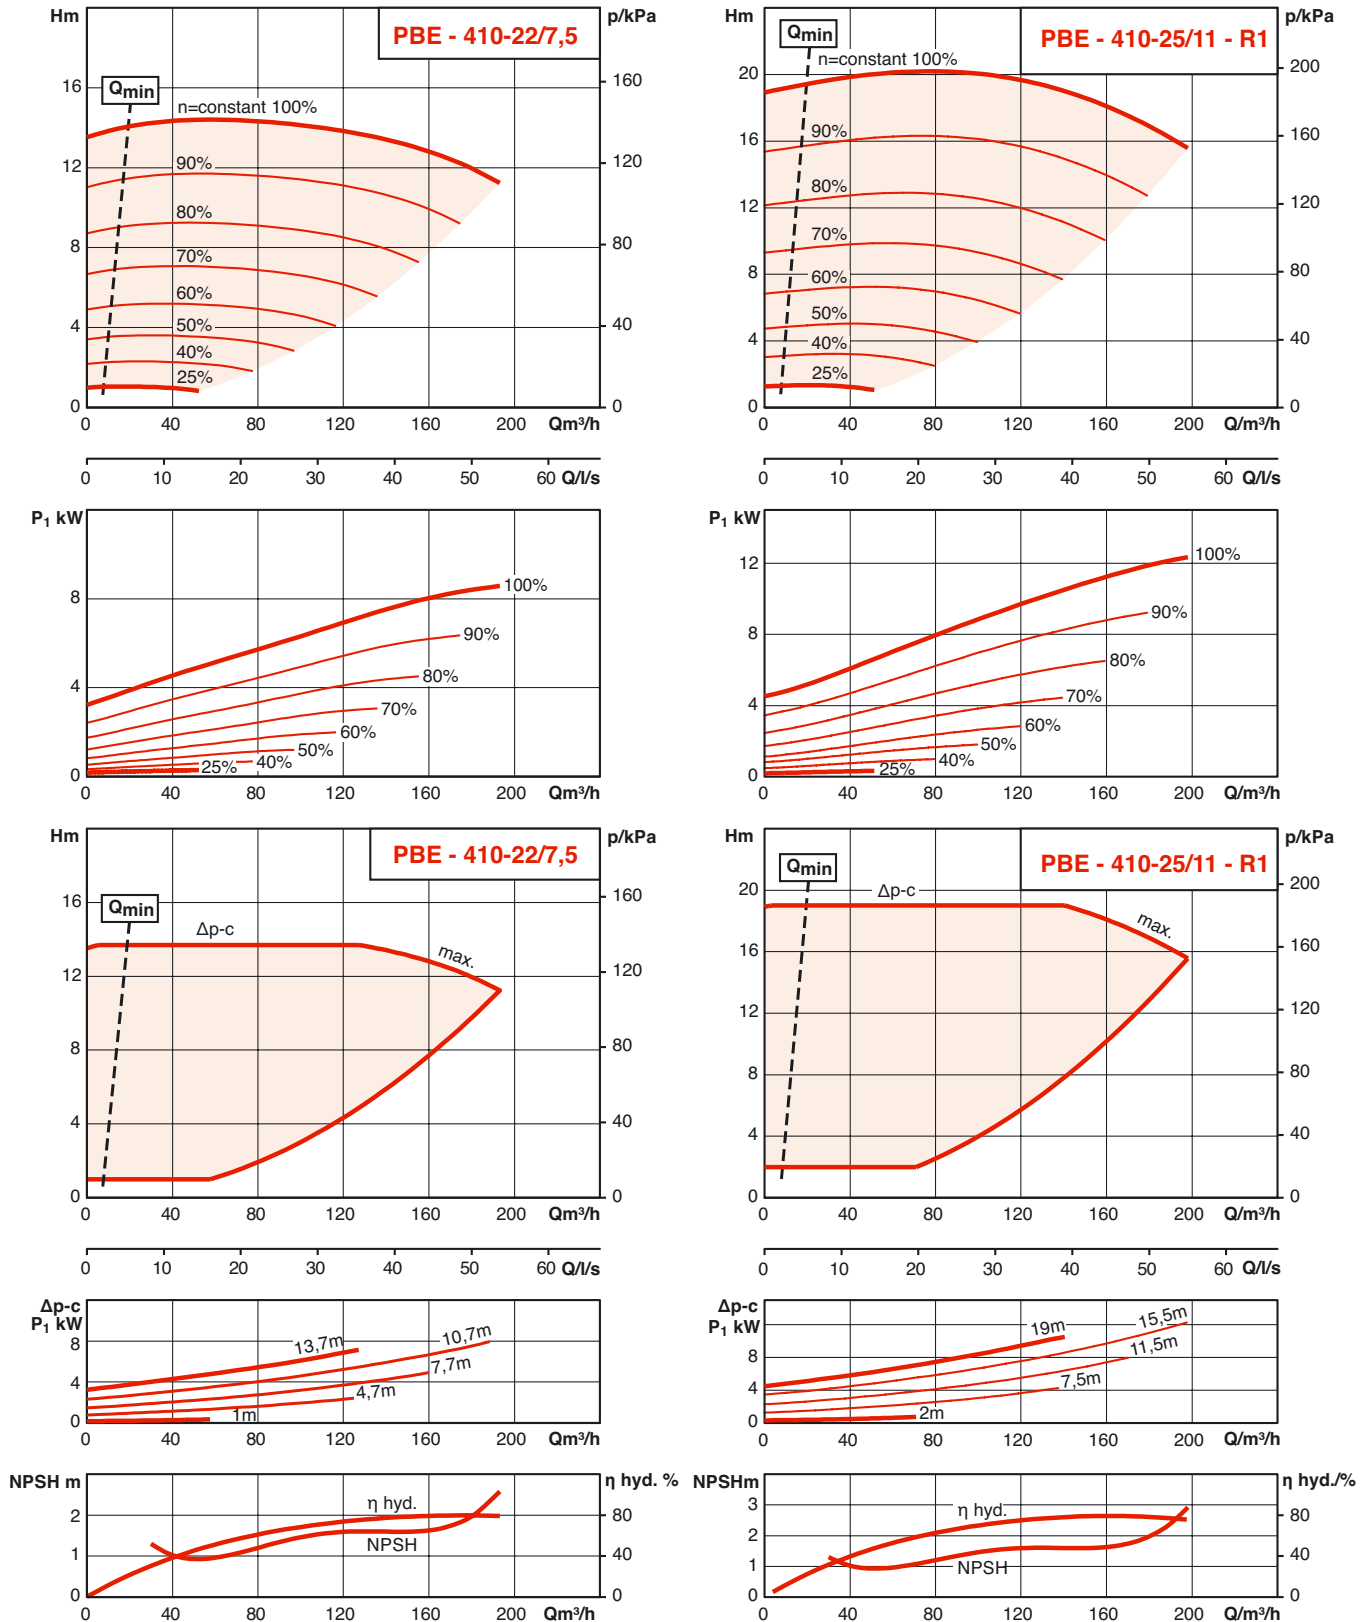 Hm
p/kPa
PBE - 410-22/7,5
Qmin
n=constant 100%
90%
80%
70%
60%
50%
40%
25%
16
12
8
4
0
160
120
80
40
0
0 40 80 120 160 200 Qm³/h
0 10 20 30 40 50 60 Q/l/s
P₁ kW
8
4
0
100%
90%
80%
70%
60%
50%
40%
25%
0 40 80 120 160 200 Qm³/h
Hm
p/kPa
PBE - 410-22/7,5
Qmin
Δp-c
max.
16
12
8
4
0
160
120
80
40
0
0 40 80 120 160 200 Qm³/h
0 10 20 30 40 50 60 Q/l/s
Δp-c
P₁ kW
8
4
0
13,7m
10,7m
7,7m
4,7m
1m
0 40 80 120 160 200 Qm³/h
NPSH m
η hyd. %
2
1
0
80
40
0
η hyd.
NPSH
0 40 80 120 160 200 Qm³/h
Hm
p/kPa
PBE - 410-25/11 - R1
Qmin
n=constant 100%
90%
80%
70%
60%
50%
40%
25%
20
16
12
8
4
0
200
160
120
80
40
0
0 40 80 120 160 200 Q/m³/h
0 10 20 30 40 50 60 Q/l/s
P₁ kW
12
8
4
0
100%
90%
80%
70%
60%
50%
40%
25%
0 40 80 120 160 200 Q/m³/h
Hm
p/kPa
PBE - 410-25/11 - R1
Qmin
Δp-c
max.
20
16
12
8
4
0
200
160
120
80
40
0
0 40 80 120 160 200 Q/m³/h
0 10 20 30 40 50 60 Q/l/s
Δp-c
P₁ kW
8
4
0
19m
15,5m
11,5m
7,5m
2m
0 40 80 120 160 200 Q/m³/h
NPSHm
η hyd./%
3
2
1
0
80
40
0
η hyd.
NPSH
0 40 80 120 160 200 Q/m³/h